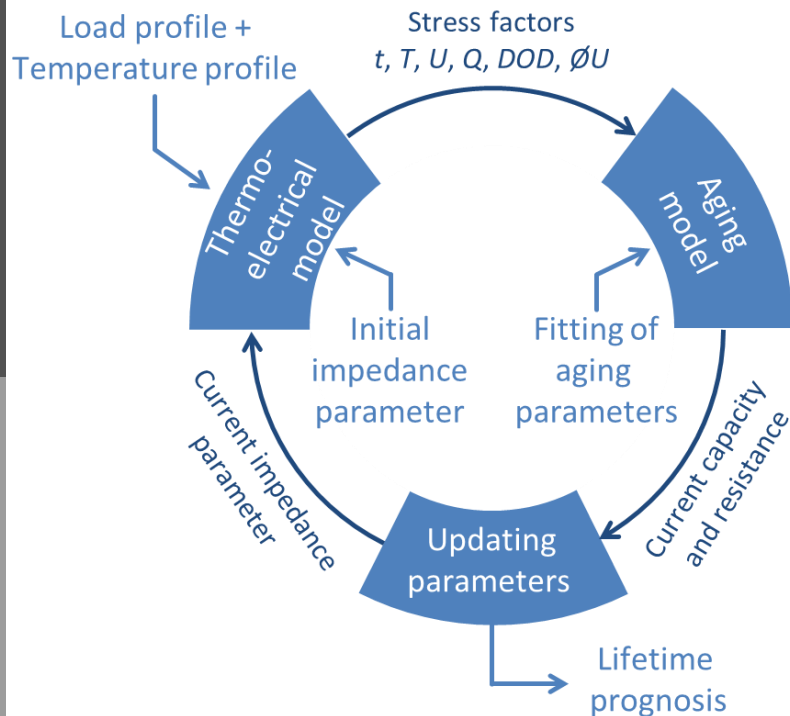 Load profile +
Temperature profile
Stress factors
t, T, U, Q, DOD, ØU
Thermo-
electrical
model
Aging
model
Initial
impedance
parameter
Fitting of
aging
parameters
Current impedance
parameter
Current capacity
and resistance
Updating
parameters
Lifetime
prognosis